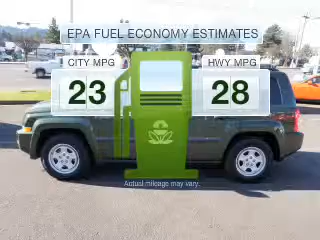 EPA FUEL ECONOMY ESTIMATES
CITY MPG
HWY MPG
23
28
Actual mileage may vary.